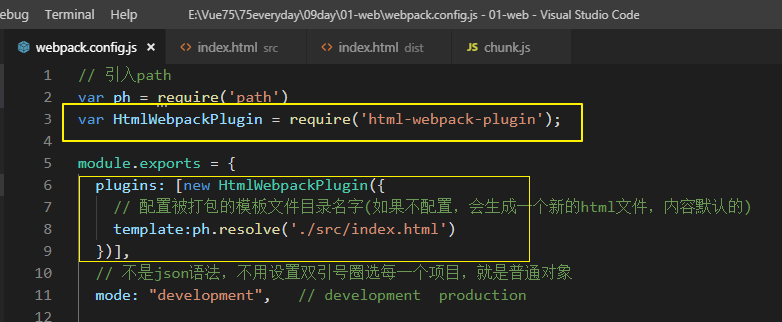 ebug Terminal Help E:\Vue75\75everyday\09day\01-web\webpack.config.js - 01-web - Visual Studio Code
webpack.config.js × index.html src index.html dist JS chunk.js
1 // 引入path
2 var ph = require('path')
3 var HtmlWebpackPlugin = require('html-webpack-plugin');
4
5 module.exports = {
6 plugins: [new HtmlWebpackPlugin({
7 // 配置被打包的模板文件目录名字(如果不配置，会生成一个新的html文件，内容默认的)
8 template:ph.resolve('./src/index.html')
9 })],
10 // 不是json语法，不用设置双引号圈选每一个项目，就是普通对象
11 mode: "development", // development production
12